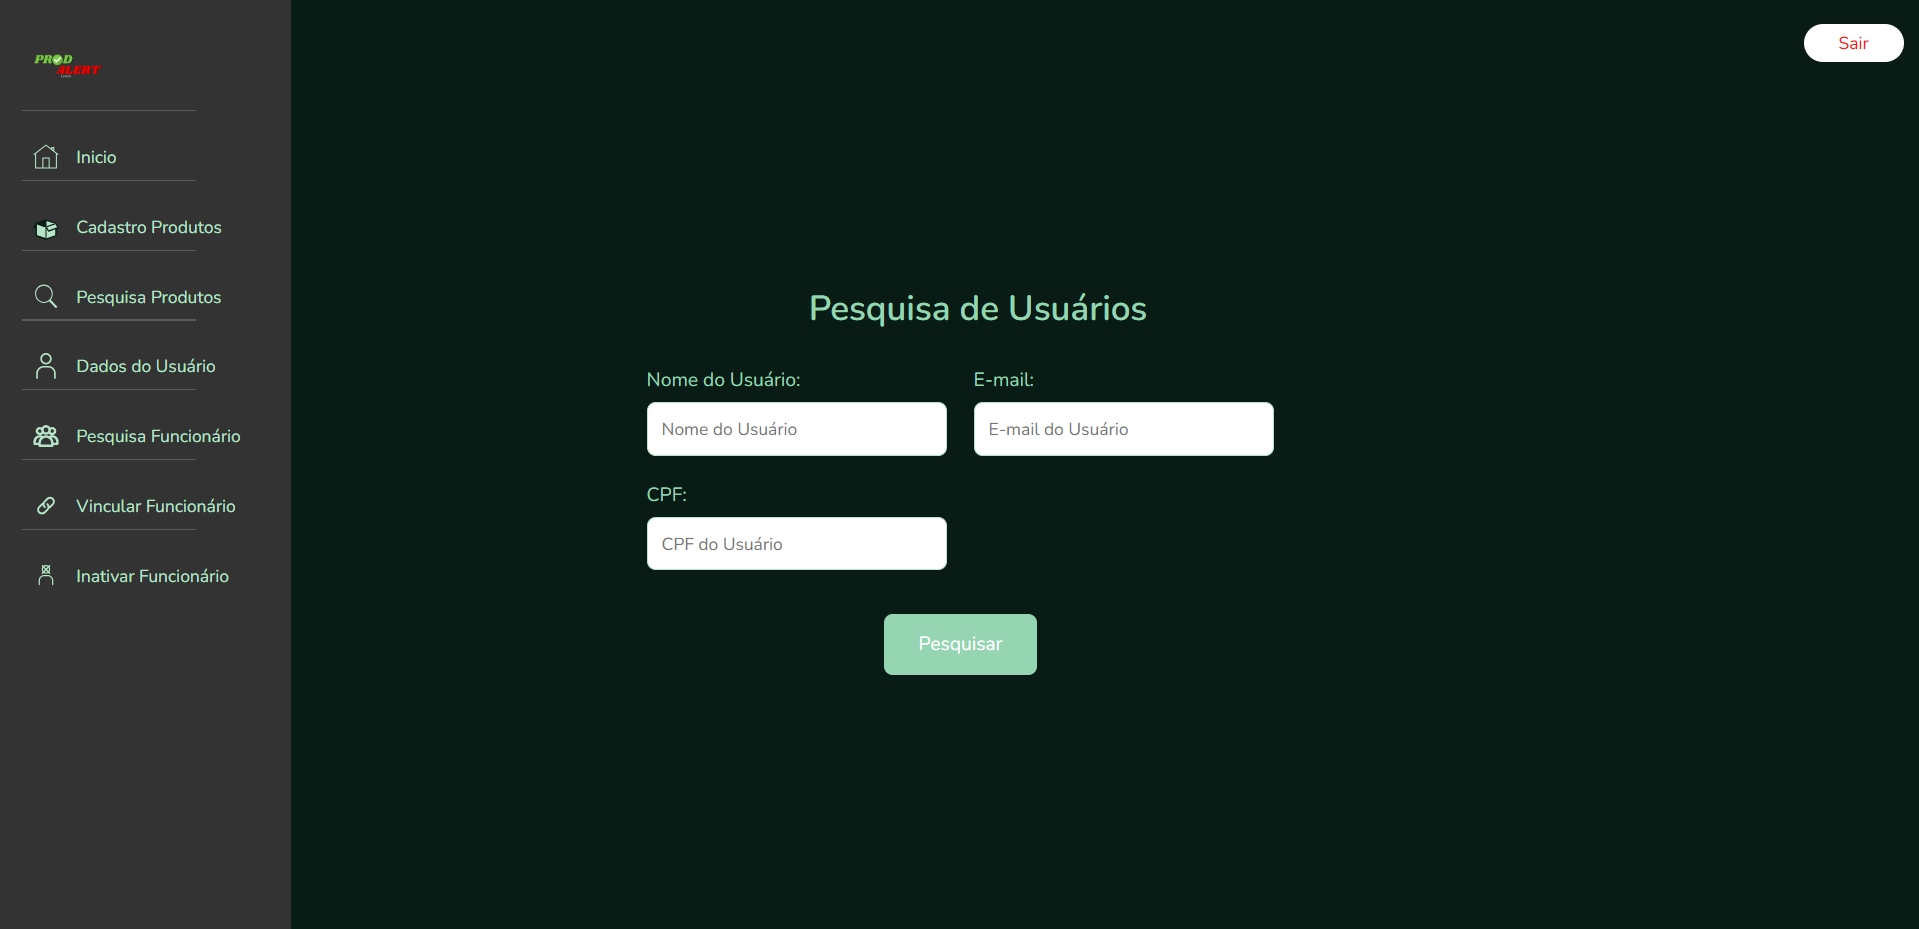 PROD
ALERT
Inicio
Cadastro Produtos
Pesquisa Produtos
Dados do Usuário
Pesquisa Funcionário
Vincular Funcionário
Inativar Funcionário
Sair
Pesquisa de Usuários
Nome do Usuário: E-mail:
Nome do Usuário E-mail do Usuário
CPF:
CPF do Usuário
Pesquisar